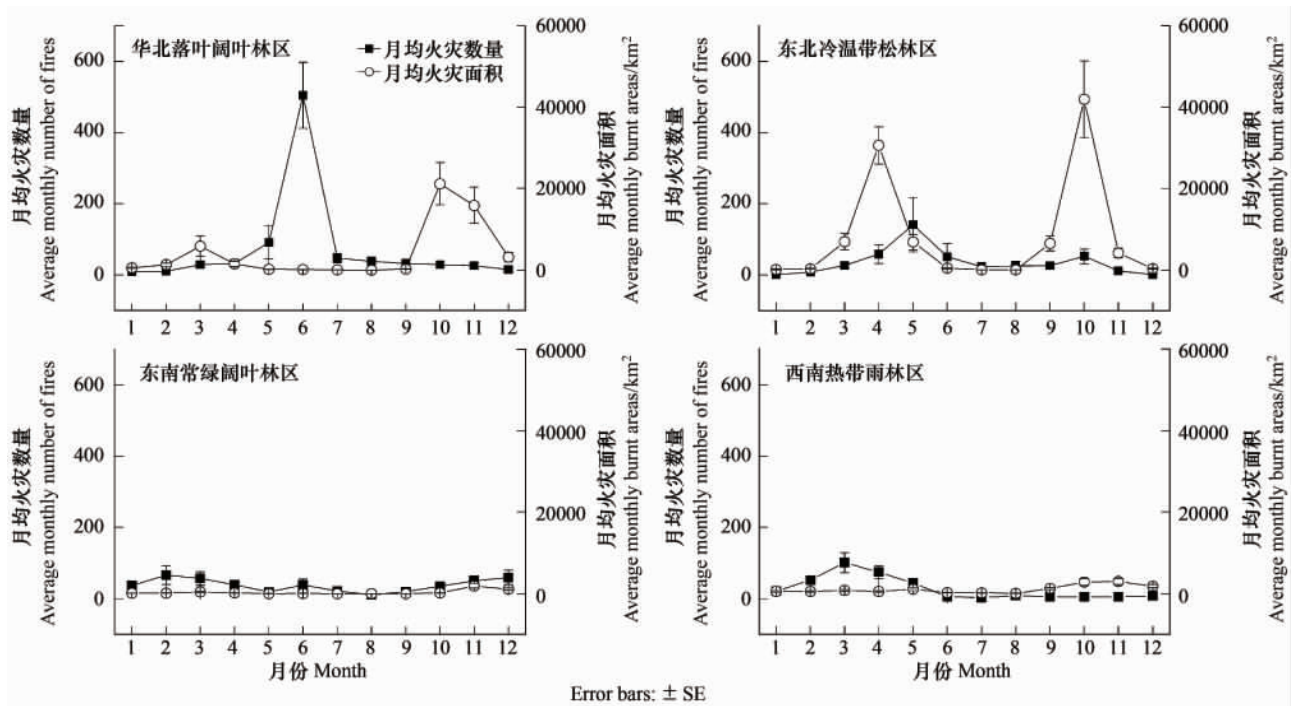 华北落叶阔叶林区
月均火灾数量
月均火灾面积
月均火灾数量
Average monthly number of fires
600
400
200
0
60000
40000
20000
0
月均火灾面积
Average monthly burnt areas/km²
1 2 3 4 5 6 7 8 9 10 11 12
东北冷温带松林区
月均火灾数量
Average monthly number of fires
600
400
200
0
60000
40000
20000
0
月均火灾面积
Average monthly burnt areas/km²
1 2 3 4 5 6 7 8 9 10 11 12
东南常绿阔叶林区
月均火灾数量
Average monthly number of fires
600
400
200
0
60000
40000
20000
0
月均火灾面积
Average monthly burnt areas/km²
1 2 3 4 5 6 7 8 9 10 11 12
月份 Month
西南热带雨林区
月均火灾数量
Average monthly number of fires
600
400
200
0
60000
40000
20000
0
月均火灾面积
Average monthly burnt areas/km²
1 2 3 4 5 6 7 8 9 10 11 12
月份 Month
Error bars: ± SE